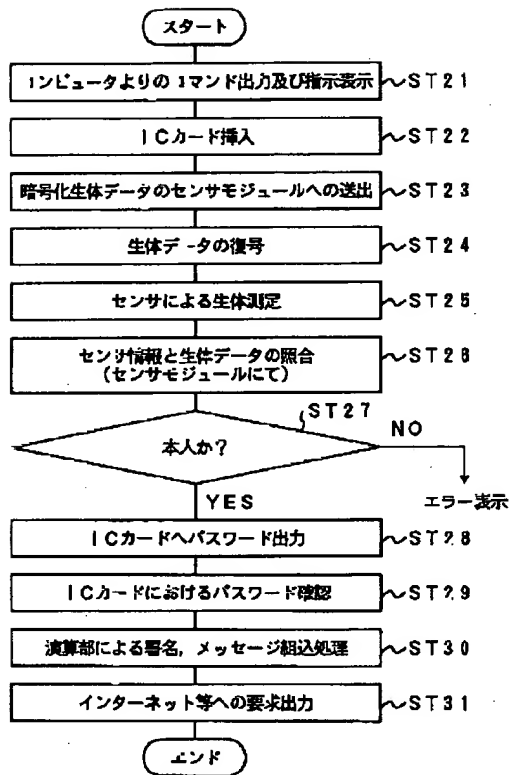 スタート
コンピュータよりのコマンド出力及び指示表示 ST21
ICカード挿入 ST22
暗号化生体データのセンサモジュールへの送出 ST23
生体データの復号 ST24
センサによる生体測定 ST25
センサ情報と生体データの照合 ST26
(センサモジュールにて)
ST27
本人か?
NO
YES
エラー表示
ICカードへパスワード出力 ST28
ICカードにおけるパスワード確認 ST29
演算部による署名,メッセージ組込処理 ST30
インターネット等への要求出力 ST31
エンド